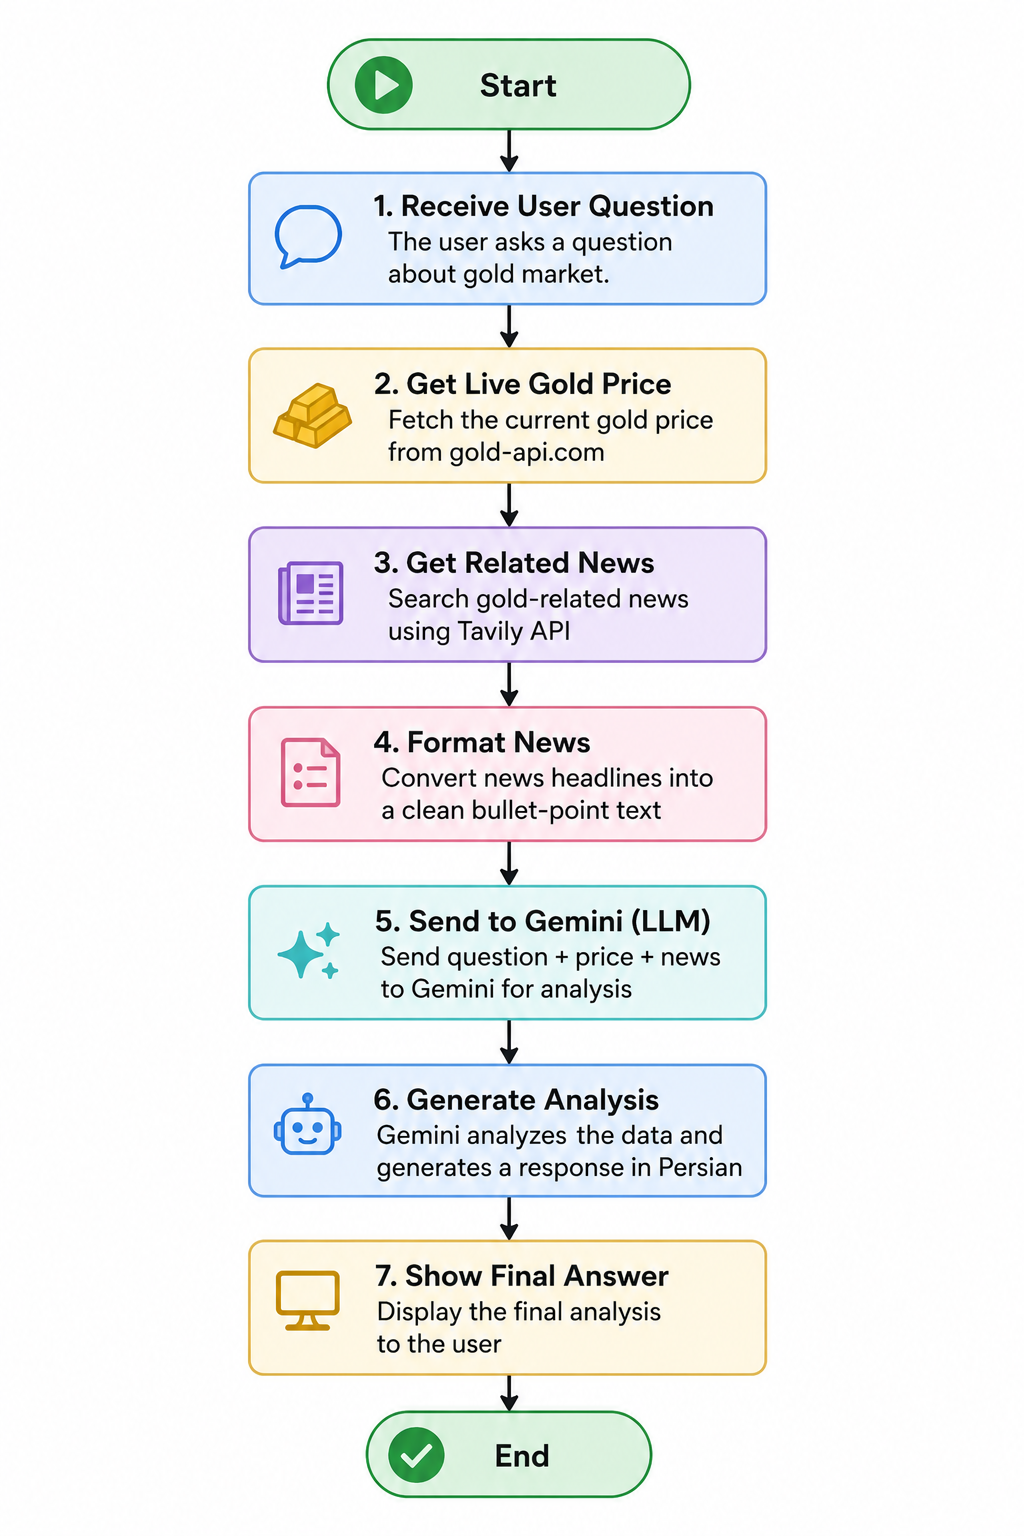 Start
1. Receive User Question
The user asks a question
about gold market.
2. Get Live Gold Price
Fetch the current gold price
from gold-api.com
3. Get Related News
Search gold-related news
using Tavily API
4. Format News
Convert news headlines into
a clean bullet-point text
5. Send to Gemini (LLM)
Send question + price + news
to Gemini for analysis
6. Generate Analysis
Gemini analyzes the data and
generates a response in Persian
7. Show Final Answer
Display the final analysis
to the user
End